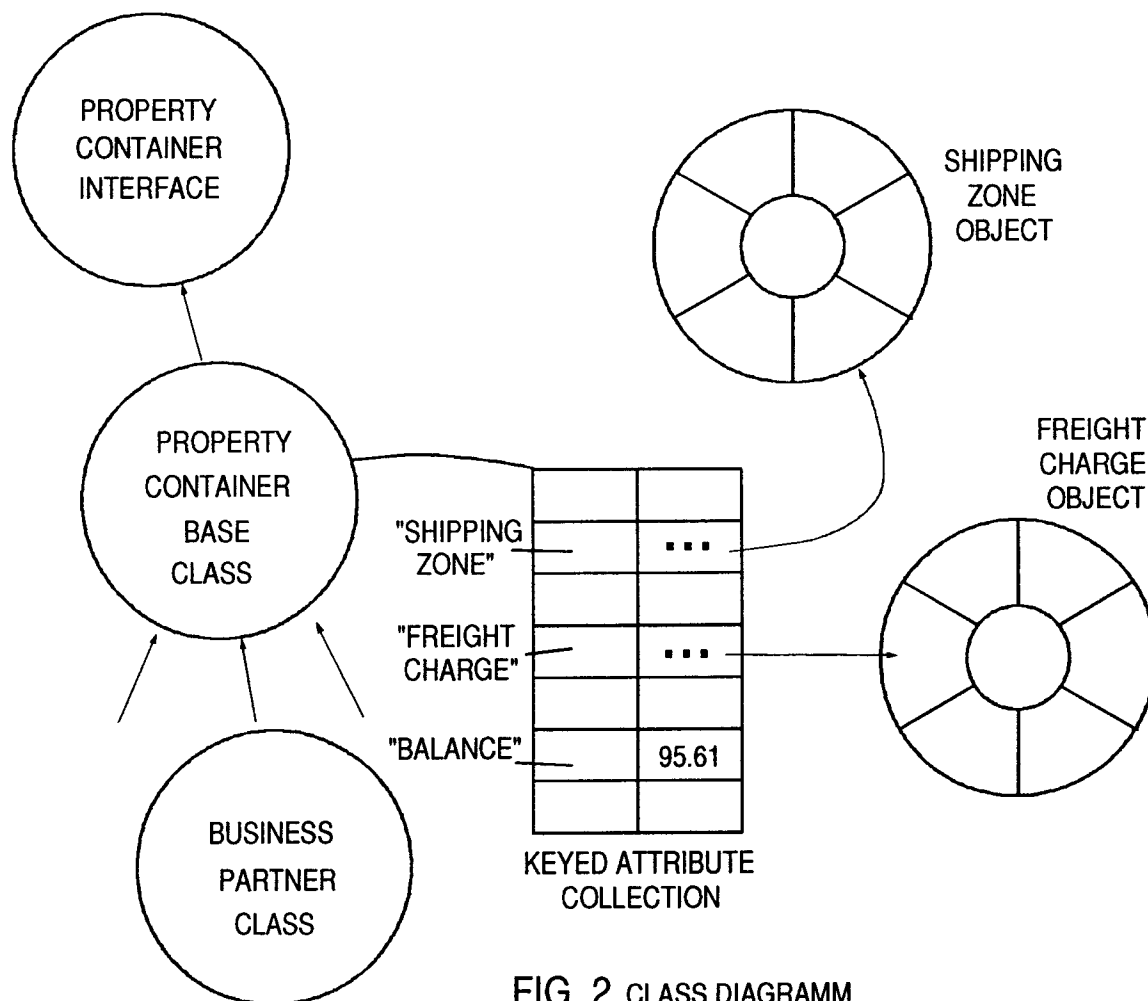 PROPERTY
CONTAINER
INTERFACE
SHIPPING
ZONE
OBJECT
PROPERTY
CONTAINER
BASE
CLASS
FREIGHT
CHARGE
OBJECT
"SHIPPING
ZONE"
"FREIGHT
CHARGE"
"BALANCE"
95.61
BUSINESS
PARTNER
CLASS
KEYED ATTRIBUTE
COLLECTION
FIG. 2 CLASS DIAGRAMM